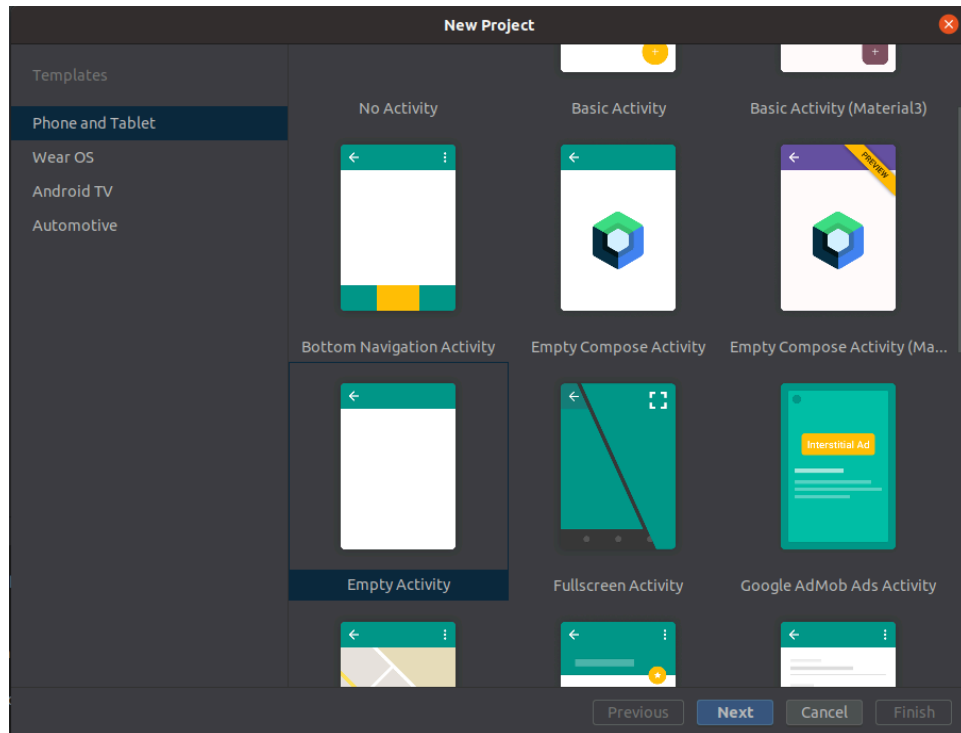 New Project
Templates
Phone and Tablet
Wear OS
Android TV
Automotive
No Activity
Basic Activity
Basic Activity (Material3)
PREVIEW
Bottom Navigation Activity
Empty Compose Activity
Empty Compose Activity (Ma...
Interstitial Ad
Empty Activity
Fullscreen Activity
Google AdMob Ads Activity
Previous
Next
Cancel
Finish